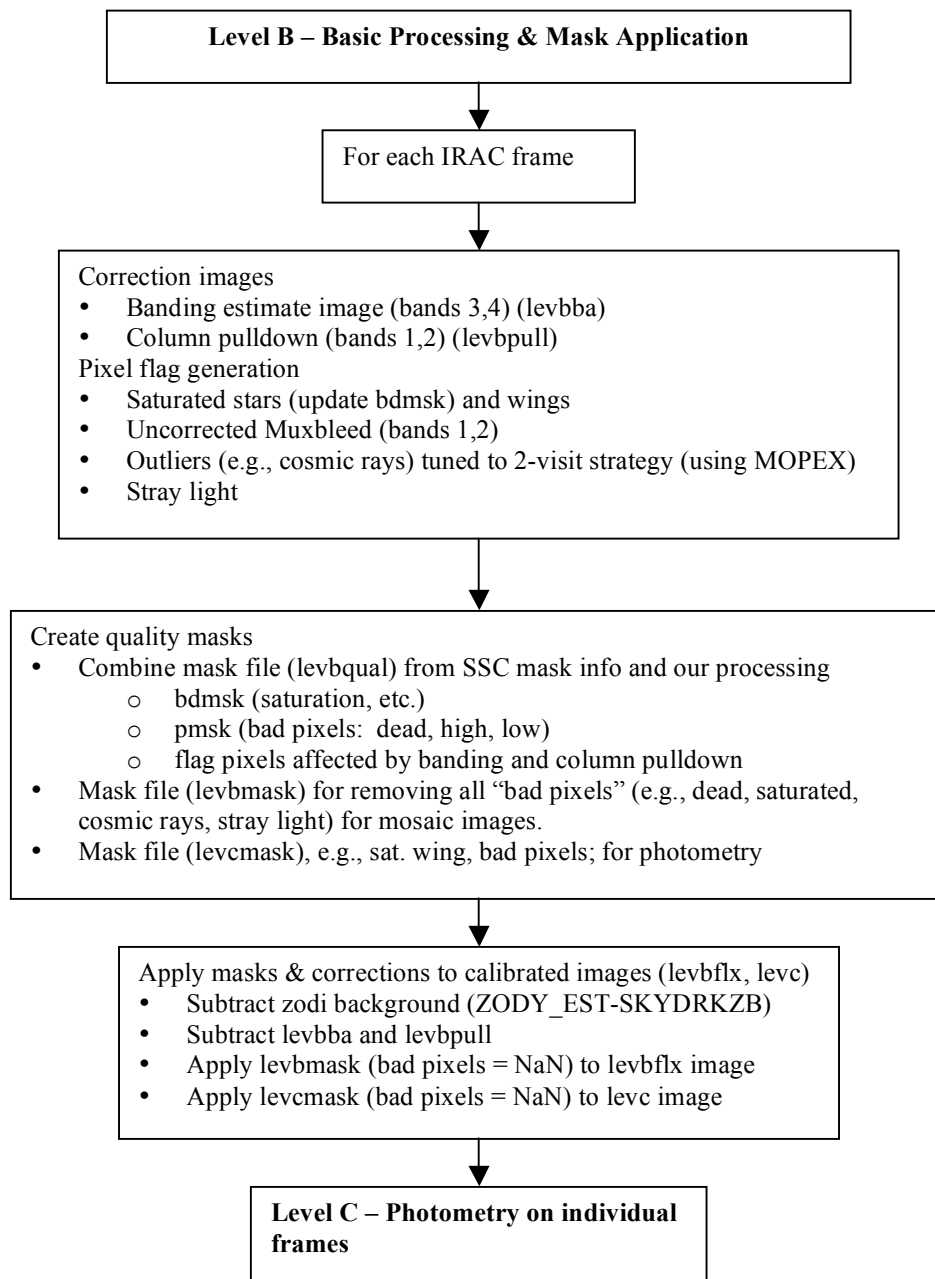 Level B – Basic Processing & Mask Application
For each IRAC frame
Correction images
• Banding estimate image (bands 3,4) (levbba)
• Column pulldown (bands 1,2) (levbpull)
Pixel flag generation
• Saturated stars (update bdmsk) and wings
• Uncorrected Muxbleed (bands 1,2)
• Outliers (e.g., cosmic rays) tuned to 2-visit strategy (using MOPEX)
• Stray light
Create quality masks
• Combine mask file (levbqual) from SSC mask info and our processing
o bdmsk (saturation, etc.)
o pmsk (bad pixels: dead, high, low)
o flag pixels affected by banding and column pulldown
• Mask file (levbmask) for removing all “bad pixels” (e.g., dead, saturated,
cosmic rays, stray light) for mosaic images.
• Mask file (levcmask), e.g., sat. wing, bad pixels; for photometry
Apply masks & corrections to calibrated images (levbflx, levc)
• Subtract zodi background (ZODY_EST-SKYDRKZB)
• Subtract levbba and levbpull
• Apply levbmask (bad pixels = NaN) to levbflx image
• Apply levcmask (bad pixels = NaN) to levc image
Level C – Photometry on individual
frames